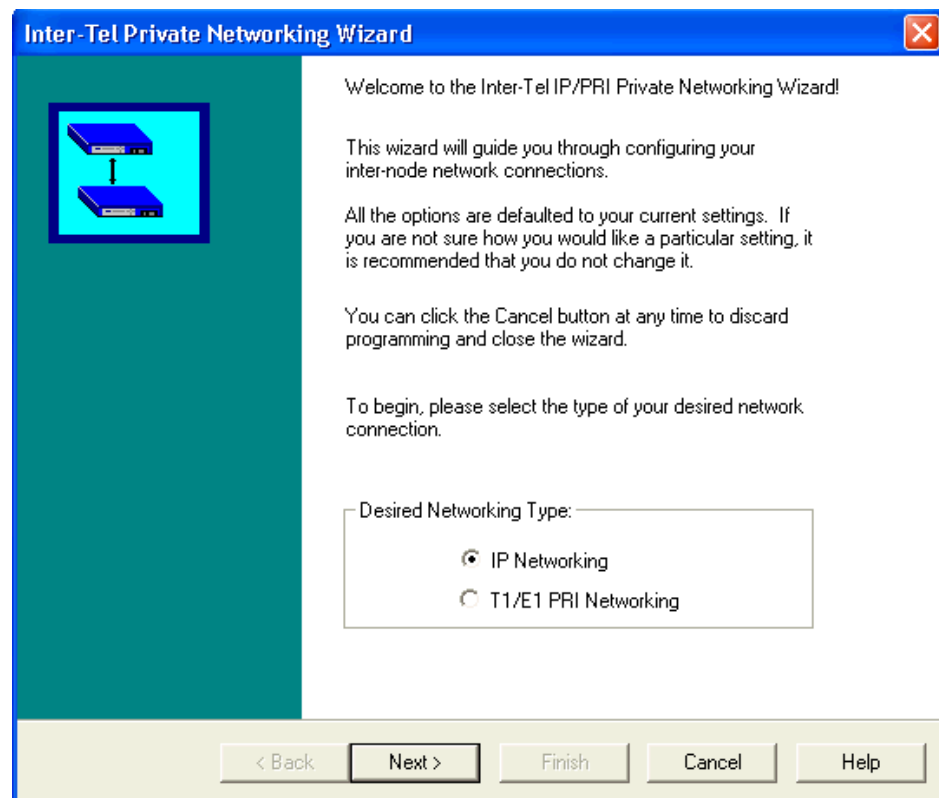 Inter-Tel Private Networking Wizard
Welcome to the Inter-Tel IP/PRI Private Networking Wizard!
This wizard will guide you through configuring your
inter-node network connections.
All the options are defaulted to your current settings.  If
you are not sure how you would like a particular setting, it
is recommended that you do not change it.
You can click the Cancel button at any time to discard
programming and close the wizard.
To begin, please select the type of your desired network
connection.
Desired Networking Type:
IP Networking
T1/E1 PRI Networking
< Back
Next >
Finish
Cancel
Help